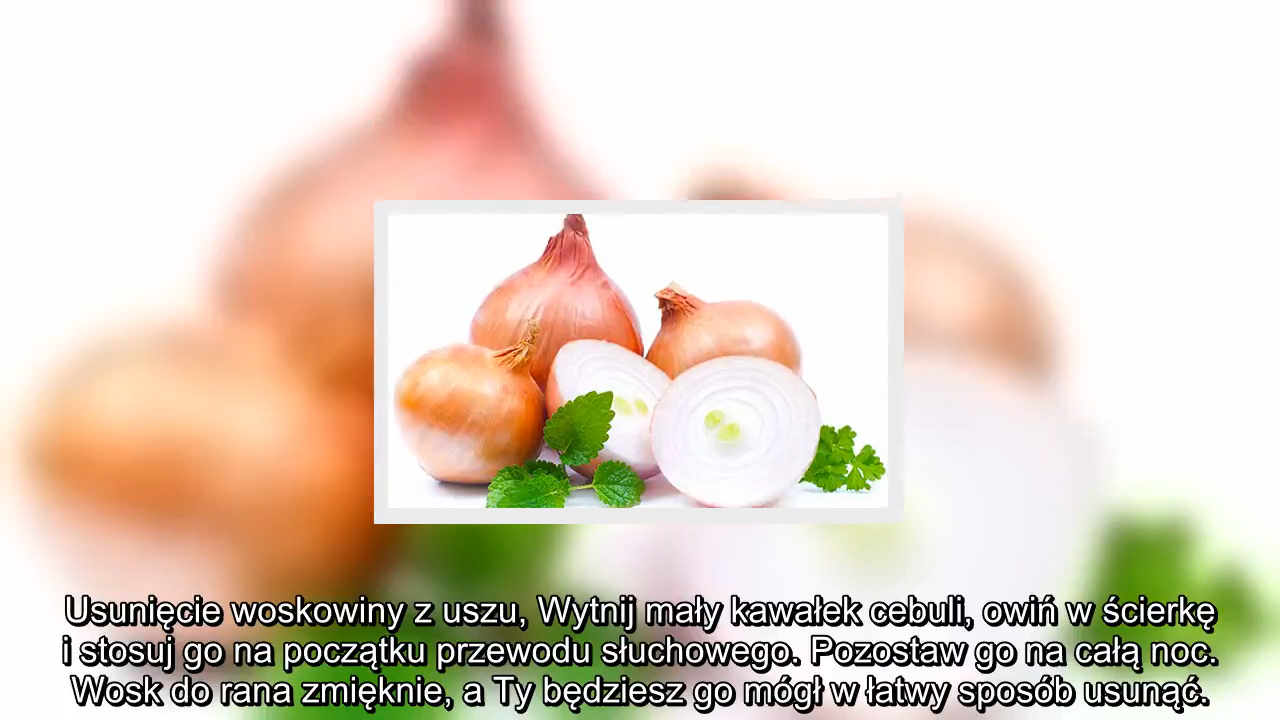 Usunięcie woskowiny z uszu, Wytnij mały kawałek cebuli, owiń w ścierkę
i stosuj go na początku przewodu słuchowego. Pozostaw go na całą noc.
Wosk do rana zmięknie, a Ty będziesz go mógł w łatwy sposób usunąć.